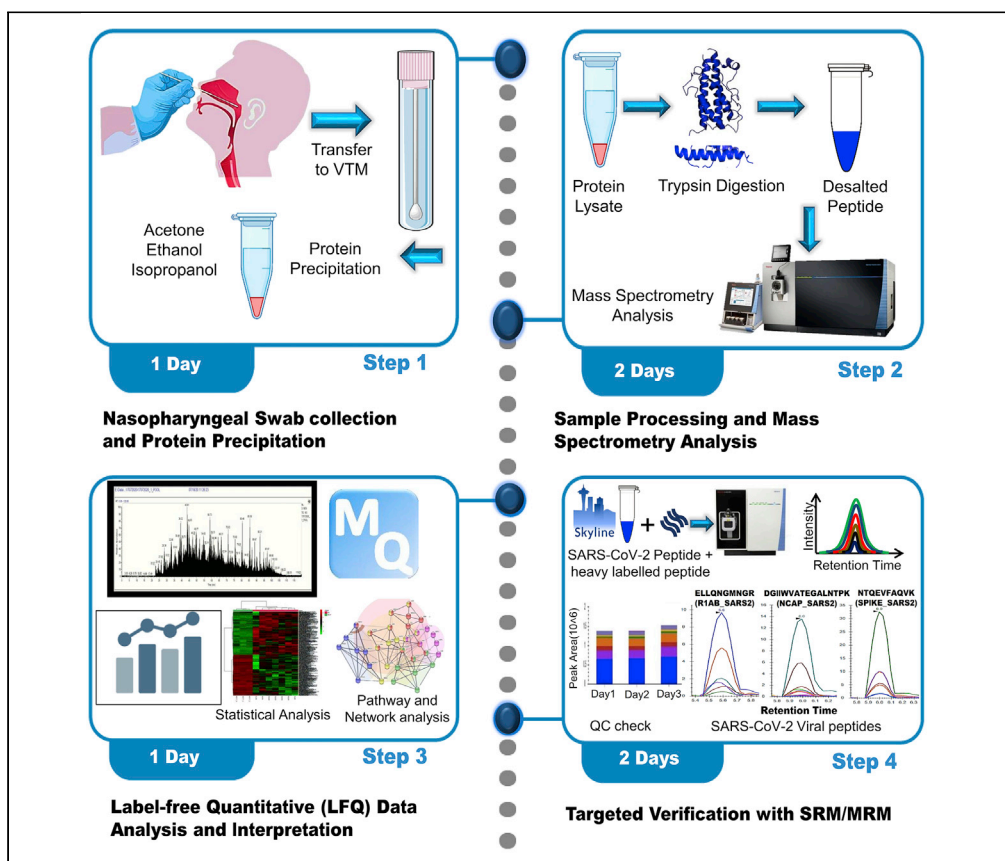 Transfer
to VTM
Acetone
Ethanol
Isopropanol
Protein
Precipitation
1 Day
Step 1
Nasopharyngeal Swab collection
and Protein Precipitation
Protein
Lysate
Trypsin Digestion
Desalted
Peptide
Mass Spectrometry
Analysis
2 Days
Step 2
Sample Processing and Mass
Spectrometry Analysis
MQ
Statistical Analysis
Pathway and
Network analysis
1 Day
Step 3
Label-free Quantitative (LFQ) Data
Analysis and Interpretation
Skyline
SARS-CoV-2 Peptide +
heavy labelled peptide
Intensity
Retention Time
Peak Area(10^6)
Day1 Day2 Day3
QC check
ELLQNGMNGR
(R1AB_SARS2)
DGIIWVATEGALNTPK
(NCAP_SARS2)
NTQEVFAQVK
(SPIKE_SARS2)
Retention Time
SARS-CoV-2 Viral peptides
2 Days
Step 4
Targeted Verification with SRM/MRM